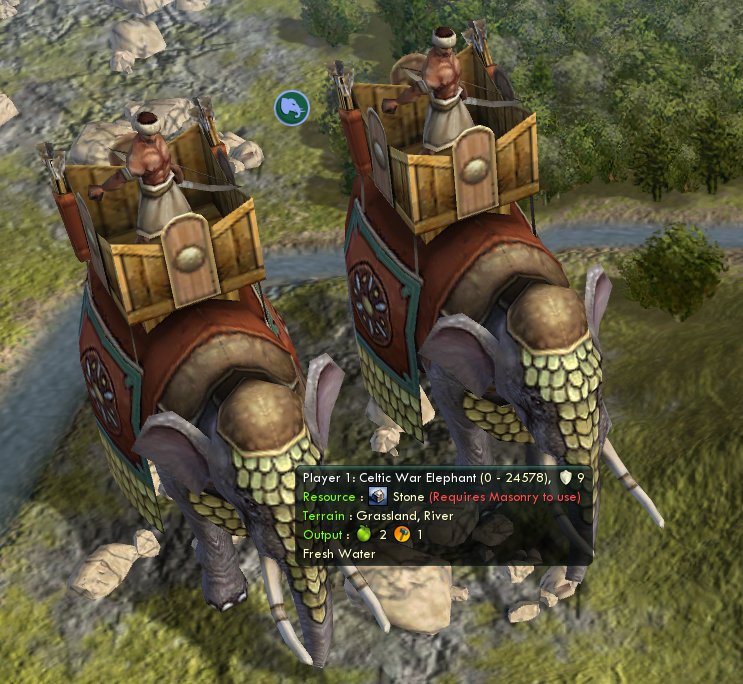 Player 1: Celtic War Elephant (0 - 24578), 9
Resource : Stone (Requires Masonry to use)
Terrain : Grassland, River
Output : 2 1
Fresh Water